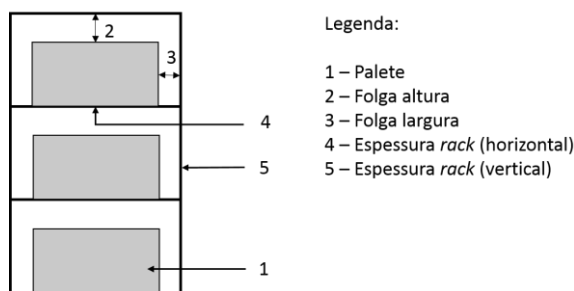 2
3
4
5
1
Legenda:
1 – Palete
2 – Folga altura
3 – Folga largura
4 – Espessura rack (horizontal)
5 – Espessura rack (vertical)